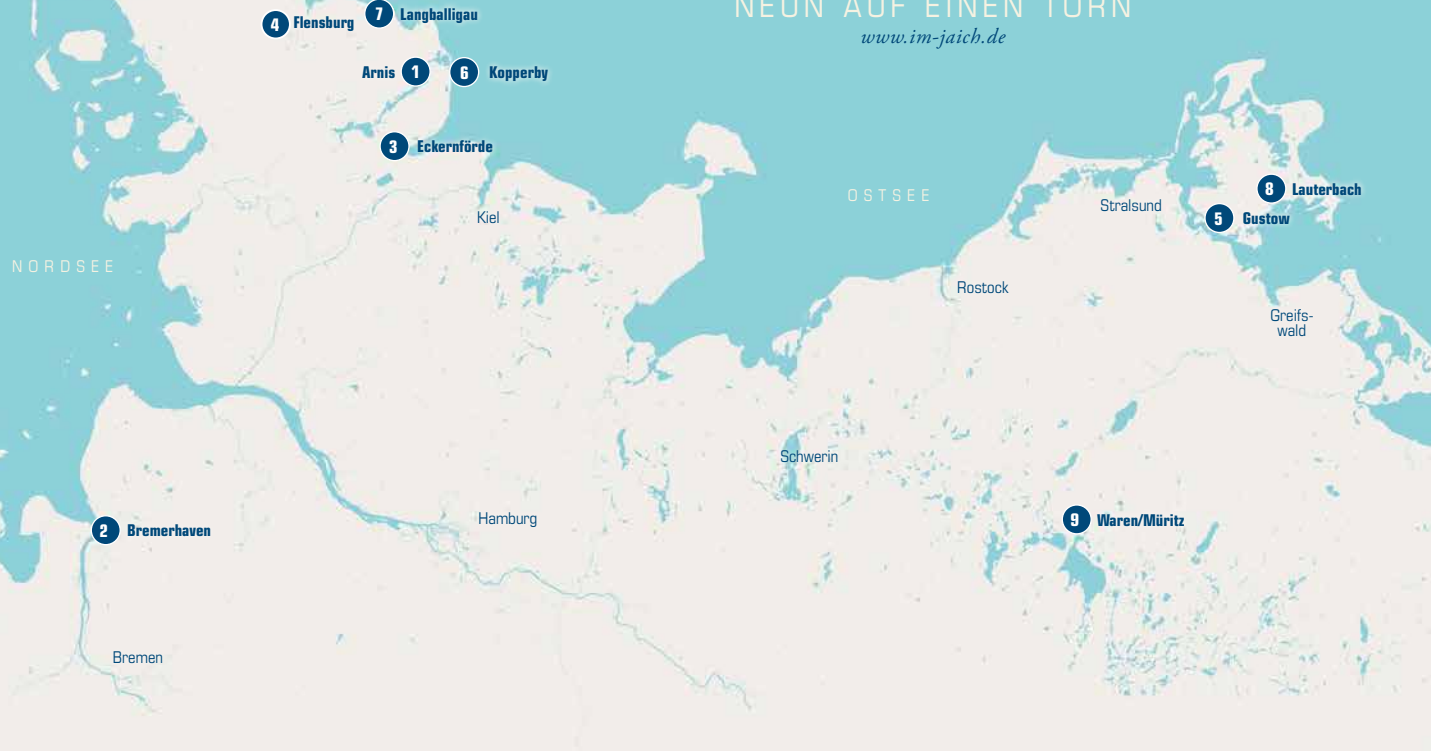 NEUN AUF EINEN TÖRN
www.im-jaich.de
7 Langballigau
4 Flensburg
Arnis 1
6 Kopperby
3 Eckernförde
OSTSEE
8 Lauterbach
Stralsund
5 Gustow
Kiel
NORDSEE
Rostock
Greifs-
wald
Schwerin
Hamburg
9 Waren/Müritz
2 Bremerhaven
Bremen